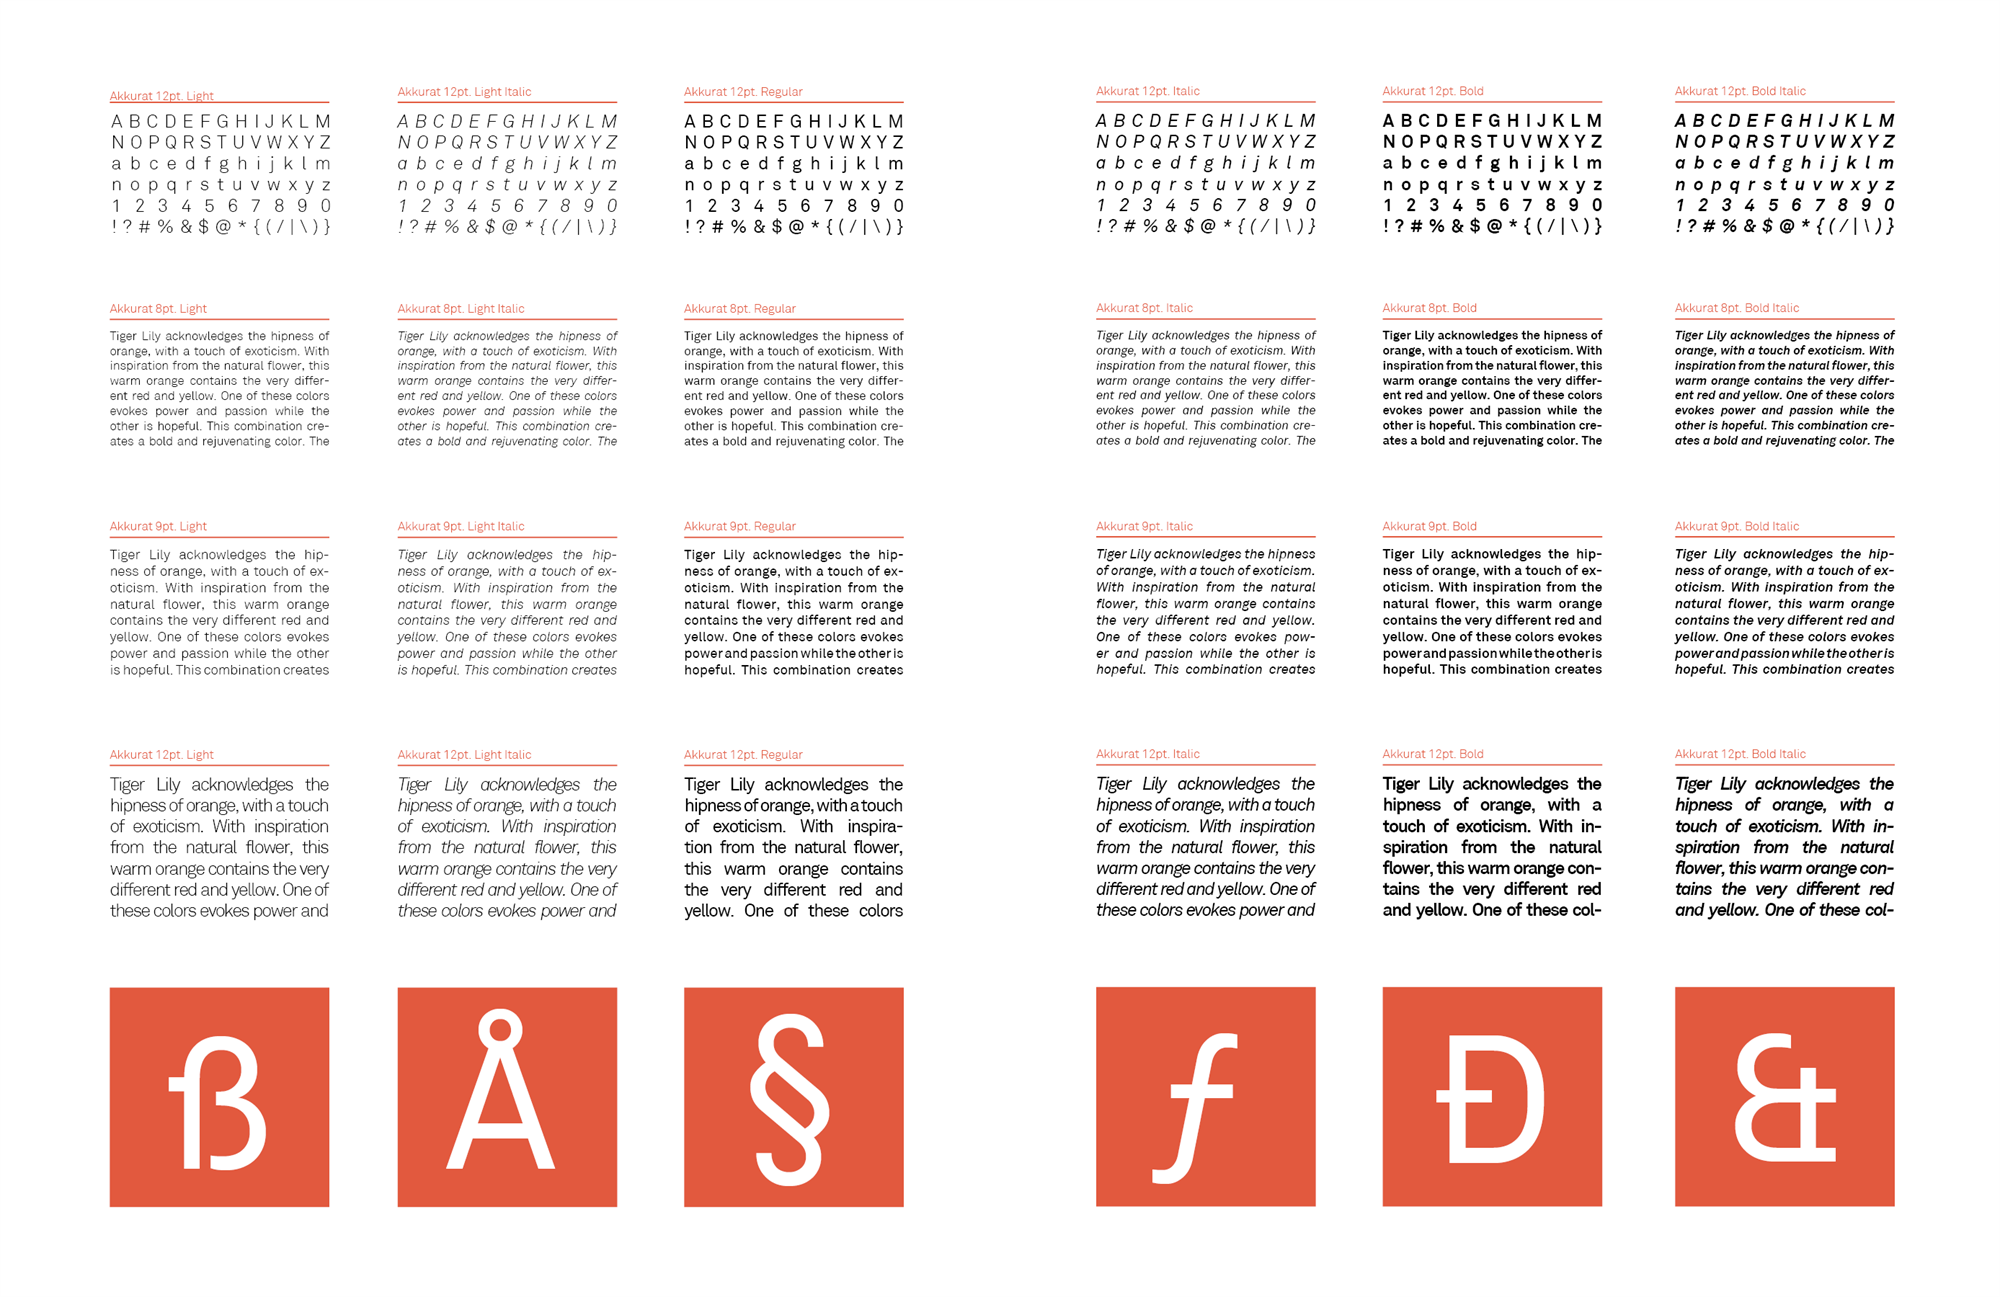 Akkurat 12pt. Light
A B C D E F G H I J K L M
N O P Q R S T U V W X Y Z
a b c e d f g h i j k l m
n o p q r s t u v w x y z
1 2 3 4 5 6 7 8 9 0
! ? # % & $ @ * { ( / | \ ) }
Akkurat 12pt. Light Italic
A B C D E F G H I J K L M
N O P Q R S T U V W X Y Z
a b c e d f g h i j k l m
n o p q r s t u v w x y z
1 2 3 4 5 6 7 8 9 0
! ? # % & $ @ * { ( / | \ ) }
Akkurat 12pt. Regular
A B C D E F G H I J K L M
N O P Q R S T U V W X Y Z
a b c e d f g h i j k l m
n o p q r s t u v w x y z
1 2 3 4 5 6 7 8 9 0
! ? # % & $ @ * { ( / | \ ) }
Akkurat 12pt. Italic
A B C D E F G H I J K L M
N O P Q R S T U V W X Y Z
a b c e d f g h i j k l m
n o p q r s t u v w x y z
1 2 3 4 5 6 7 8 9 0
! ? # % & $ @ * { ( / | \ ) }
Akkurat 12pt. Bold
A B C D E F G H I J K L M
N O P Q R S T U V W X Y Z
a b c e d f g h i j k l m
n o p q r s t u v w x y z
1 2 3 4 5 6 7 8 9 0
! ? # % & $ @ * { ( / | \ ) }
Akkurat 12pt. Bold Italic
A B C D E F G H I J K L M
N O P Q R S T U V W X Y Z
a b c e d f g h i j k l m
n o p q r s t u v w x y z
1 2 3 4 5 6 7 8 9 0
! ? # % & $ @ * { ( / | \ ) }
Akkurat 8pt. Light
Tiger Lily acknowledges the hipness of
orange, with a touch of exoticism. With
inspiration from the natural flower, this
warm orange contains the very differ-
ent red and yellow. One of these colors
evokes power and passion while the
other is hopeful. This combination cre-
ates a bold and rejuvenating color. The
Akkurat 8pt. Light Italic
Tiger Lily acknowledges the hipness of
orange, with a touch of exoticism. With
inspiration from the natural flower, this
warm orange contains the very differ-
ent red and yellow. One of these colors
evokes power and passion while the
other is hopeful. This combination cre-
ates a bold and rejuvenating color. The
Akkurat 8pt. Regular
Tiger Lily acknowledges the hipness of
orange, with a touch of exoticism. With
inspiration from the natural flower, this
warm orange contains the very differ-
ent red and yellow. One of these colors
evokes power and passion while the
other is hopeful. This combination cre-
ates a bold and rejuvenating color. The
Akkurat 8pt. Italic
Tiger Lily acknowledges the hipness of
orange, with a touch of exoticism. With
inspiration from the natural flower, this
warm orange contains the very differ-
ent red and yellow. One of these colors
evokes power and passion while the
other is hopeful. This combination cre-
ates a bold and rejuvenating color. The
Akkurat 8pt. Bold
Tiger Lily acknowledges the hipness of
orange, with a touch of exoticism. With
inspiration from the natural flower, this
warm orange contains the very differ-
ent red and yellow. One of these colors
evokes power and passion while the
other is hopeful. This combination cre-
ates a bold and rejuvenating color. The
Akkurat 8pt. Bold Italic
Tiger Lily acknowledges the hipness of
orange, with a touch of exoticism. With
inspiration from the natural flower, this
warm orange contains the very differ-
ent red and yellow. One of these colors
evokes power and passion while the
other is hopeful. This combination cre-
ates a bold and rejuvenating color. The
Akkurat 9pt. Light
Tiger Lily acknowledges the hip-
ness of orange, with a touch of ex-
oticism. With inspiration from the
natural flower, this warm orange
contains the very different red and
yellow. One of these colors evokes
power and passion while the other
is hopeful. This combination creates
Akkurat 9pt. Light Italic
Tiger Lily acknowledges the hip-
ness of orange, with a touch of ex-
oticism. With inspiration from the
natural flower, this warm orange
contains the very different red and
yellow. One of these colors evokes
power and passion while the other
is hopeful. This combination creates
Akkurat 9pt. Regular
Tiger Lily acknowledges the hip-
ness of orange, with a touch of ex-
oticism. With inspiration from the
natural flower, this warm orange
contains the very different red and
yellow. One of these colors evokes
power and passion while the other is
hopeful. This combination creates
Akkurat 9pt. Italic
Tiger Lily acknowledges the hipness
of orange, with a touch of exoticism.
With inspiration from the natural
flower, this warm orange contains
the very different red and yellow.
One of these colors evokes pow-
er and passion while the other is
hopeful. This combination creates
Akkurat 9pt. Bold
Tiger Lily acknowledges the hip-
ness of orange, with a touch of ex-
oticism. With inspiration from the
natural flower, this warm orange
contains the very different red and
yellow. One of these colors evokes
power and passion while the other is
hopeful. This combination creates
Akkurat 9pt. Bold Italic
Tiger Lily acknowledges the hip-
ness of orange, with a touch of ex-
oticism. With inspiration from the
natural flower, this warm orange
contains the very different red and
yellow. One of these colors evokes
power and passion while the other is
hopeful. This combination creates
Akkurat 12pt. Light
Tiger Lily acknowledges the
hipness of orange, with a touch
of exoticism. With inspiration
from the natural flower, this
warm orange contains the very
different red and yellow. One of
these colors evokes power and
Akkurat 12pt. Light Italic
Tiger Lily acknowledges the
hipness of orange, with a touch
of exoticism. With inspiration
from the natural flower, this
warm orange contains the very
different red and yellow. One of
these colors evokes power and
Akkurat 12pt. Regular
Tiger Lily acknowledges the
hipness of orange, with a touch
of exoticism. With inspira-
tion from the natural flower,
this warm orange contains
the very different red and
yellow. One of these colors
Akkurat 12pt. Italic
Tiger Lily acknowledges the
hipness of orange, with a touch
of exoticism. With inspiration
from the natural flower, this
warm orange contains the very
different red and yellow. One of
these colors evokes power and
Akkurat 12pt. Bold
Tiger Lily acknowledges the
hipness of orange, with a
touch of exoticism. With in-
spiration from the natural
flower, this warm orange con-
tains the very different red
and yellow. One of these col-
Akkurat 12pt. Bold Italic
Tiger Lily acknowledges the
hipness of orange, with a
touch of exoticism. With in-
spiration from the natural
flower, this warm orange con-
tains the very different red
and yellow. One of these col-
ß
Å
§
ƒ
Ð
&